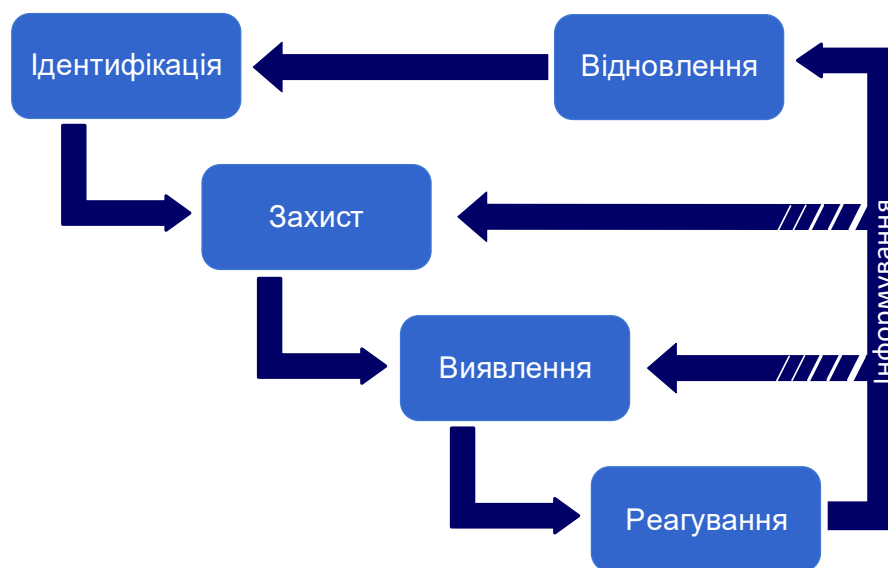 Ідентифікація
Відновлення
Захист
Інформування
Виявлення
Реагування